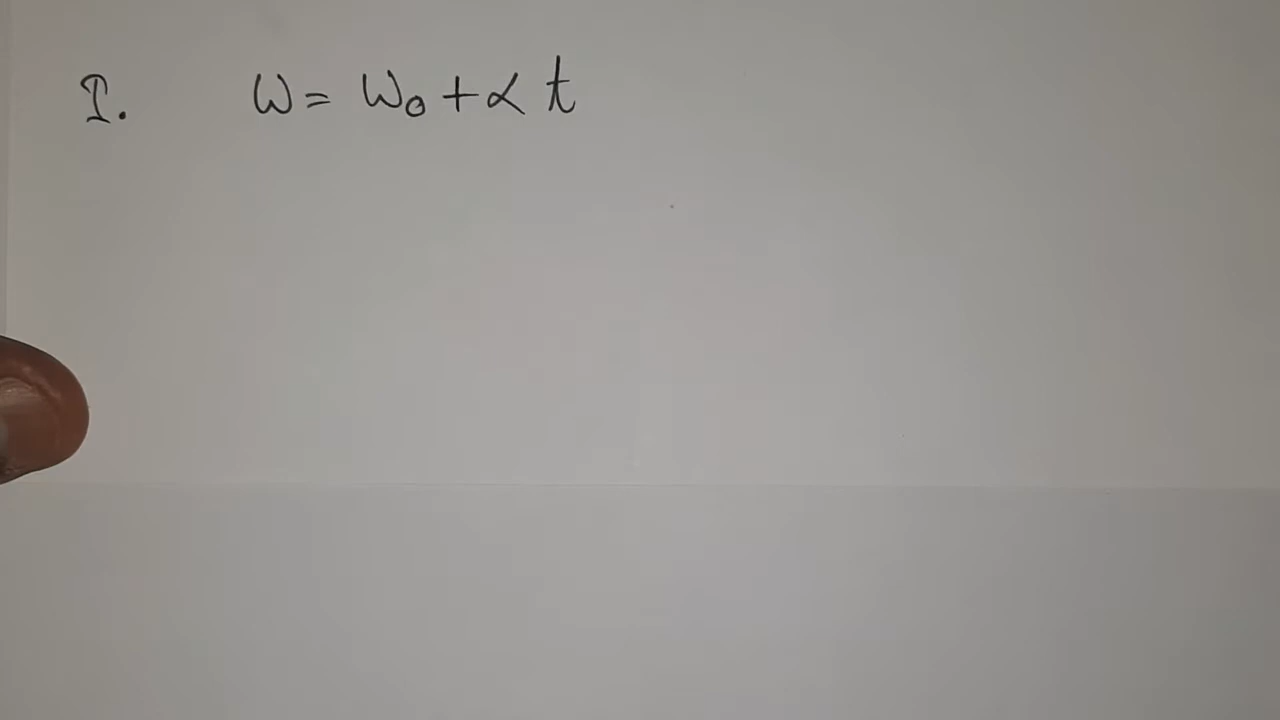 I. ω = ω₀ + α t